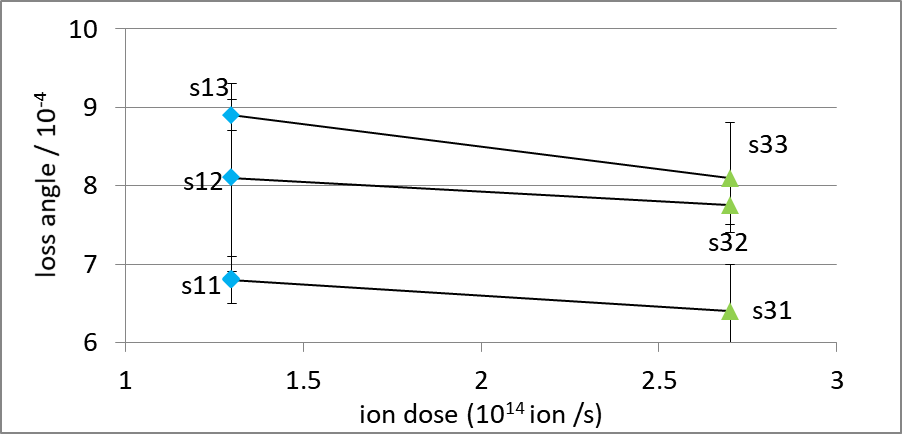 10
9
8
7
6
loss angle / 10⁻⁴
s13
s33
s12
s32
s11
s31
1 1.5 2 2.5 3
ion dose (10¹⁴ ion /s)